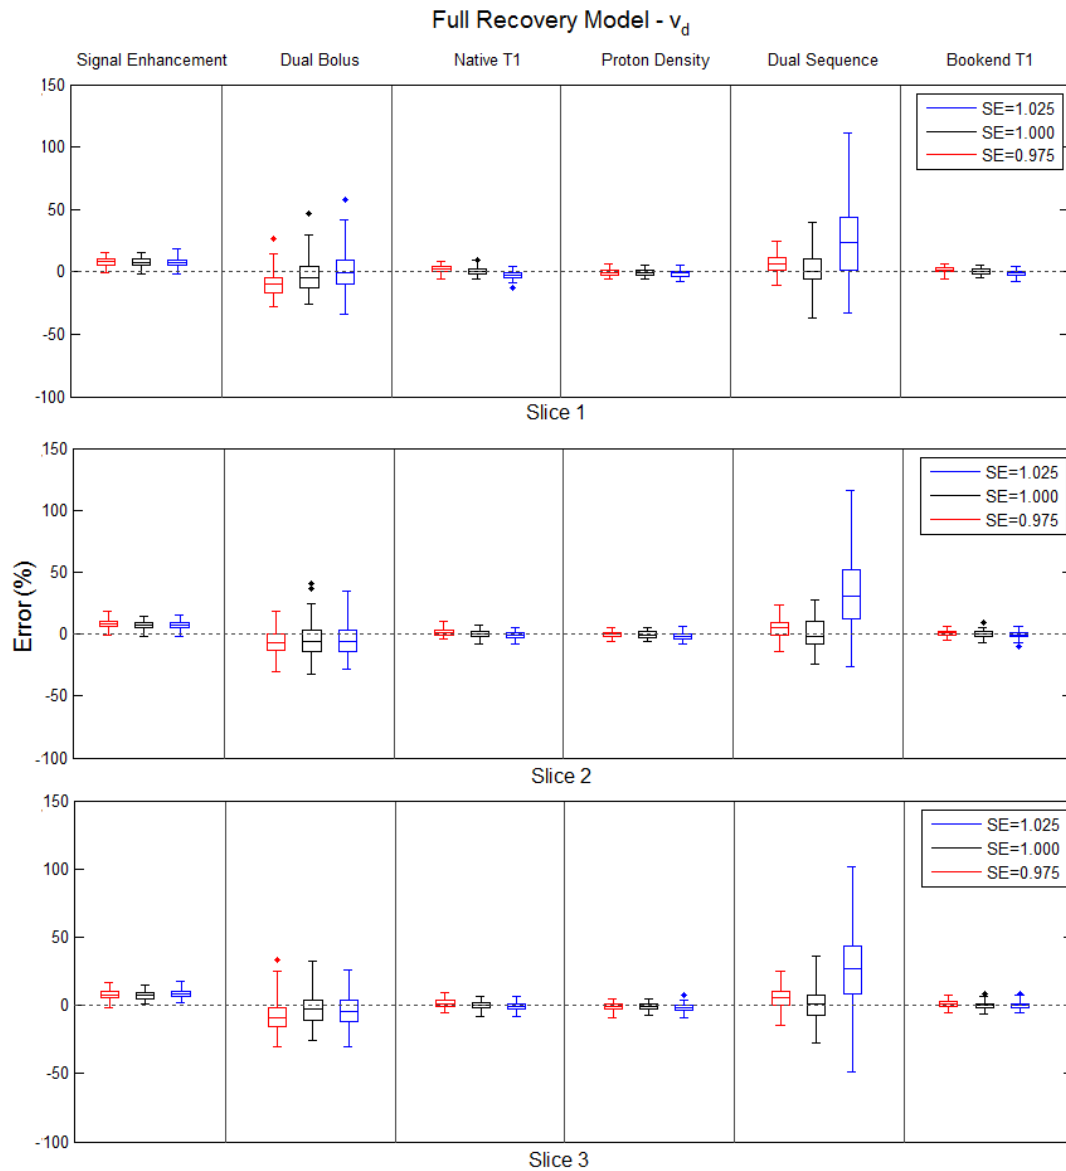 Full Recovery Model - v_d
Signal Enhancement Dual Bolus Native T1 Proton Density Dual Sequence Bookend T1
150
100
50
0
-50
-100
SE=1.025
SE=1.000
SE=0.975
Slice 1
Error (%)
150
100
50
0
-50
-100
SE=1.025
SE=1.000
SE=0.975
Slice 2
150
100
50
0
-50
-100
SE=1.025
SE=1.000
SE=0.975
Slice 3